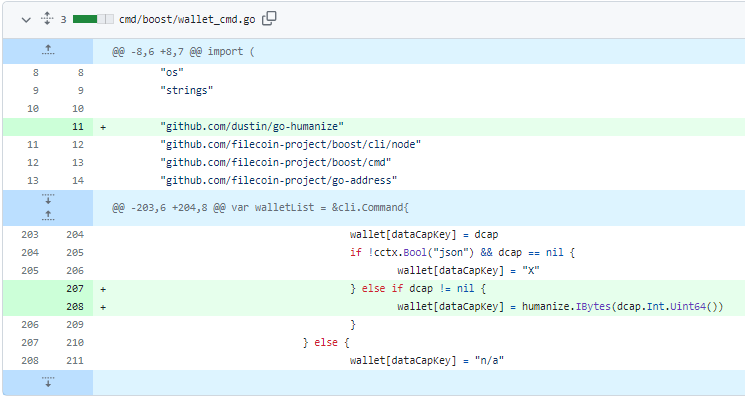 3 cmd/boost/wallet_cmd.go
@@ -8,6 +8,7 @@ import (
8 8 "os"
9 9 "strings"
10 10
11 + "github.com/dustin/go-humanize"
11 12 "github.com/filecoin-project/boost/cli/node"
12 13 "github.com/filecoin-project/boost/cmd"
13 14 "github.com/filecoin-project/go-address"
@@ -203,6 +204,8 @@ var walletList = &cli.Command{
203 204 wallet[dataCapKey] = dcap
204 205 if !cctx.Bool("json") && dcap == nil {
205 206 wallet[dataCapKey] = "X"
207 + } else if dcap != nil {
208 + wallet[dataCapKey] = humanize.IBytes(dcap.Int.Uint64())
206 209 }
207 210 } else {
208 211 wallet[dataCapKey] = "n/a"